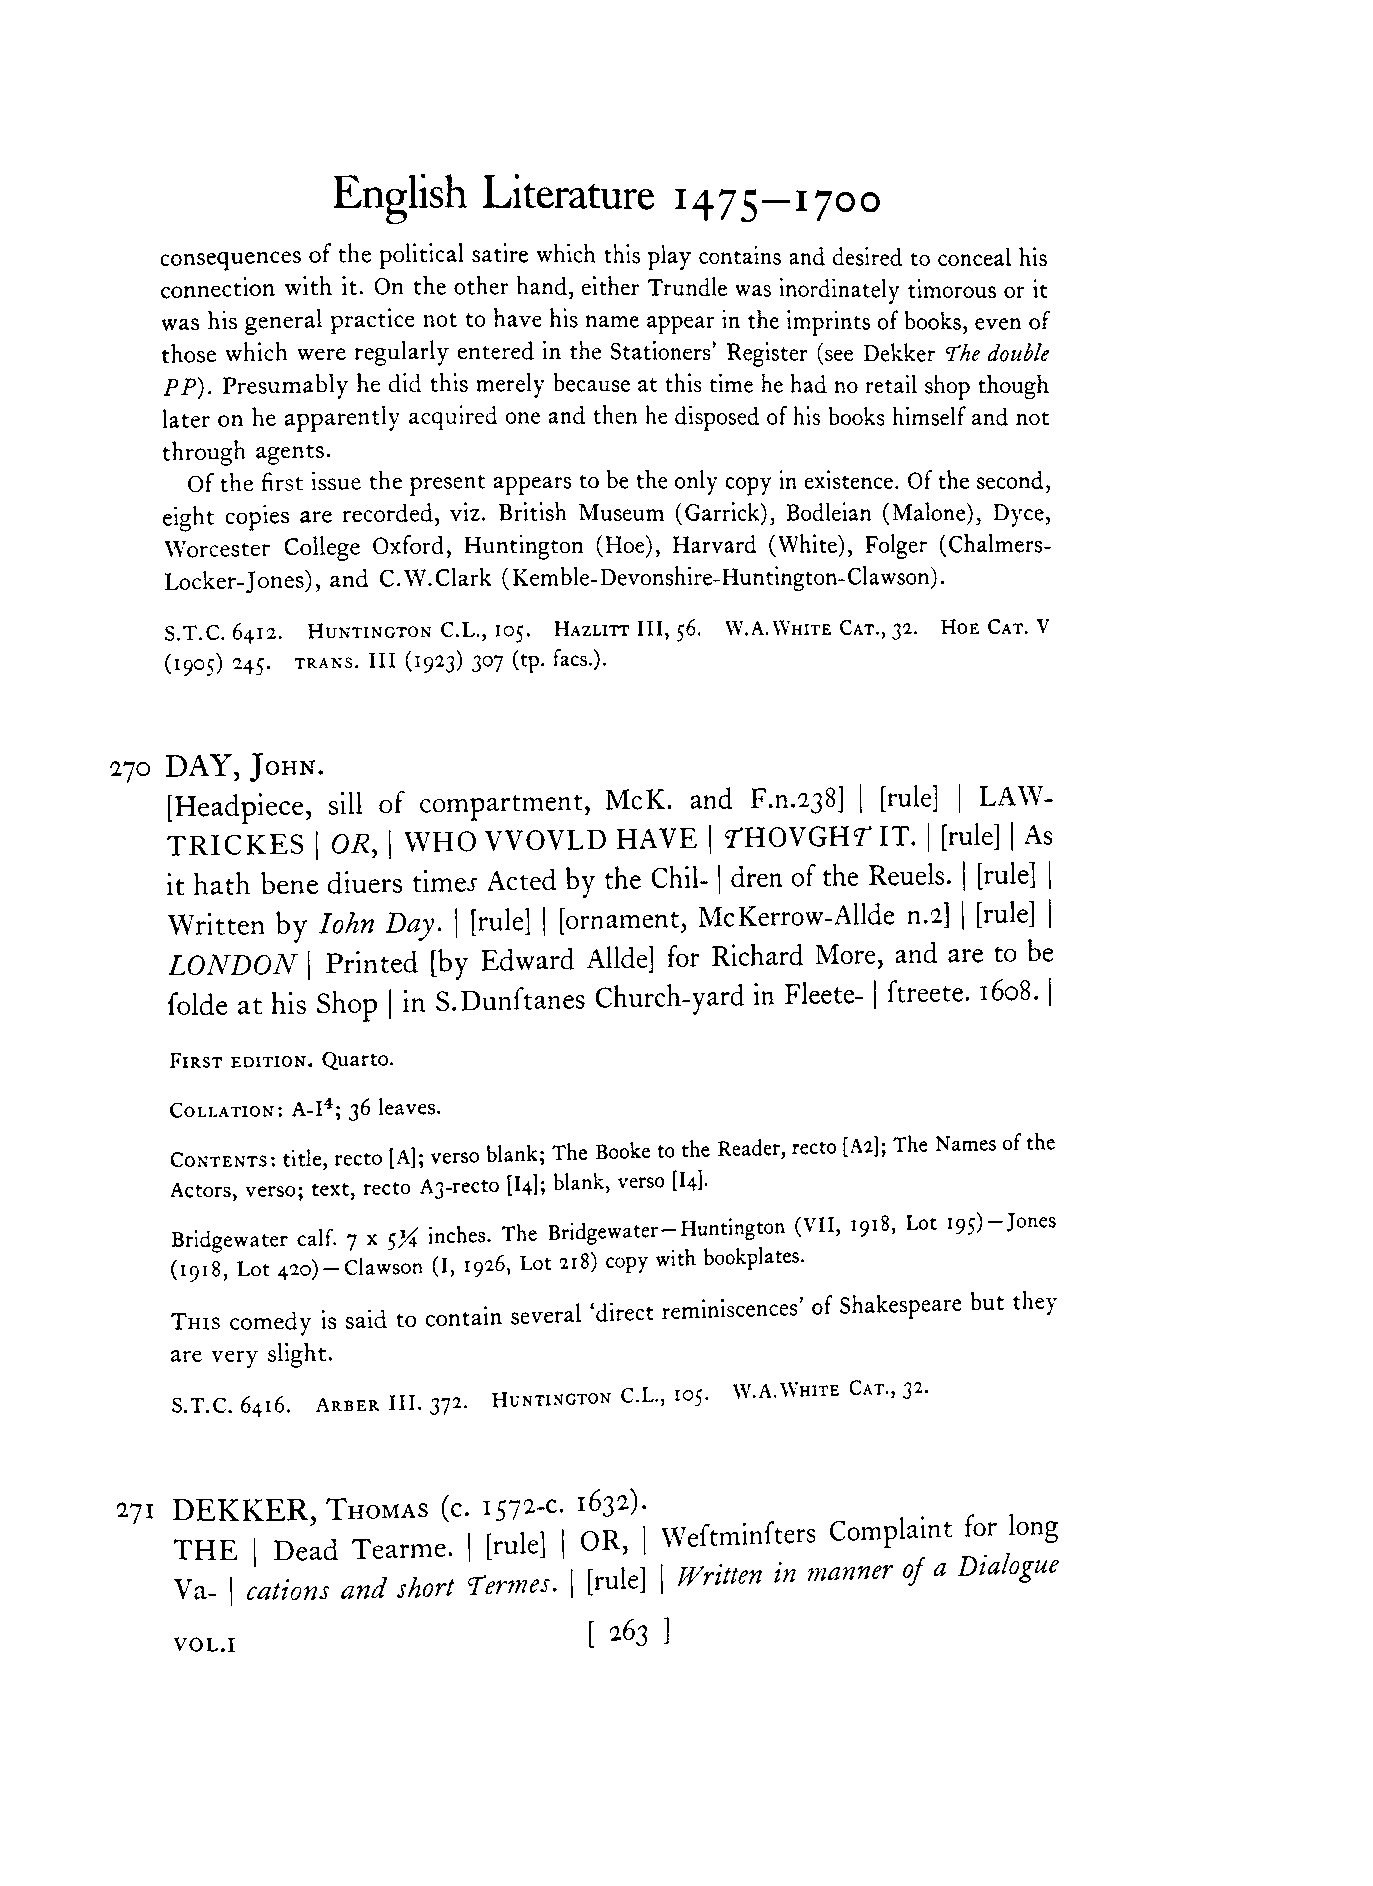 English Literature 1475—1700
consequences of the political satire which this play contains and desired to conceal his
connection with it. On the other hand, either Trundle was inordinately timorous or it
was his general practice not to have his name appear in the imprints of books, even of
those which were regularly entered in the Stationers' Register (see Dekker The double
PP). Presumably he did this merely because at this time he had no retail shop though
later on he apparently acquired one and then he disposed of his books himself and not
through agents.
Of the first issue the present appears to be the only copy in existence. Of the second,
eight copies are recorded, viz. British Museum (Garrick), Bodleian (Malone), Dyce,
Worcester College Oxford, Huntington (Hoe), Harvard (White), Folger (Chalmers-
Locker-Jones), and C.W.Clark (Kemble-Devonshire-Huntington-Clawson).
S.T.C. 6412. HUNTINGTON C.L., 105. HAZLITT III, 56. W.A.WHITE CAT., 32. HOE CAT. V
(1905) 245. TRANS. III (1923) 307 (tp. facs.).
270 DAY, JOHN.
[Headpiece, sill of compartment, McK. and F.n.238] | [rule] | LAW-
TRICKES | OR, | WHO VVOVLD HAVE | THOVGHT IT. | [rule] | As
it hath bene diuers times Acted by the Chil- | dren of the Reuels. | [rule] |
Written by Iohn Day. | [rule] | [ornament, McKerrow-Allde n.2] | [rule] |
LONDON | Printed [by Edward Allde] for Richard More, and are to be
ſolde at his Shop | in S.Dunſtanes Church-yard in Fleete- | ſtreete. 1608. |
FIRST EDITION. Quarto.
COLLATION: A-I⁴; 36 leaves.
CONTENTS: title, recto [A]; verso blank; The Booke to the Reader, recto [A2]; The Names of the
Actors, verso; text, recto A3-recto [I4]; blank, verso [I4].
Bridgewater calf. 7 x 5¼ inches. The Bridgewater—Huntington (VII, 1918, Lot 195)—Jones
(1918, Lot 420)—Clawson (I, 1926, Lot 218) copy with bookplates.
THIS comedy is said to contain several 'direct reminiscences' of Shakespeare but they
are very slight.
S.T.C. 6416. ARBER III. 372. HUNTINGTON C.L., 105. W.A.WHITE CAT., 32.
271 DEKKER, THOMAS (c. 1572-c. 1632).
THE | Dead Tearme. | [rule] | OR, | Weſtminſters Complaint for long
Va- | cations and short Termes. | [rule] | Written in manner of a Dialogue
VOL.I [ 263 ]